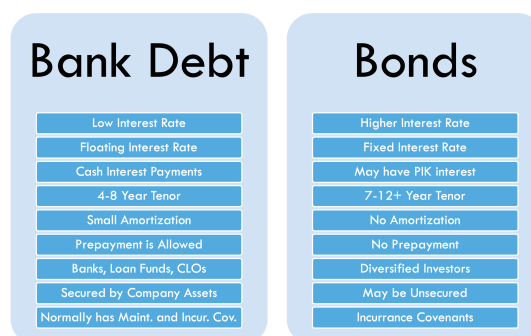 Bank Debt
Low Interest Rate
Floating Interest Rate
Cash Interest Payments
4-8 Year Tenor
Small Amortization
Prepayment is Allowed
Banks, Loan Funds, CLOs
Secured by Company Assets
Normally has Maint. and Incur. Cov.
Bonds
Higher Interest Rate
Fixed Interest Rate
May have PIK interest
7-12+ Year Tenor
No Amortization
No Prepayment
Diversified Investors
May be Unsecured
Incurrance Covenants